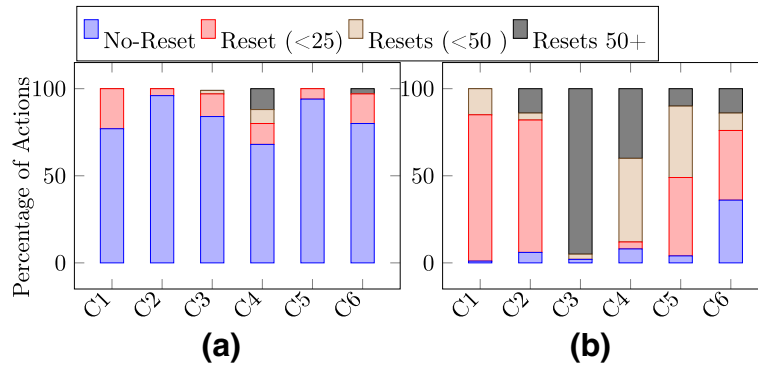 No-Reset Reset (<25) Resets (<50 ) Resets 50+
Percentage of Actions
100
50
0
C1 C2 C3 C4 C5 C6
(a)
100
50
0
C1 C2 C3 C4 C5 C6
(b)